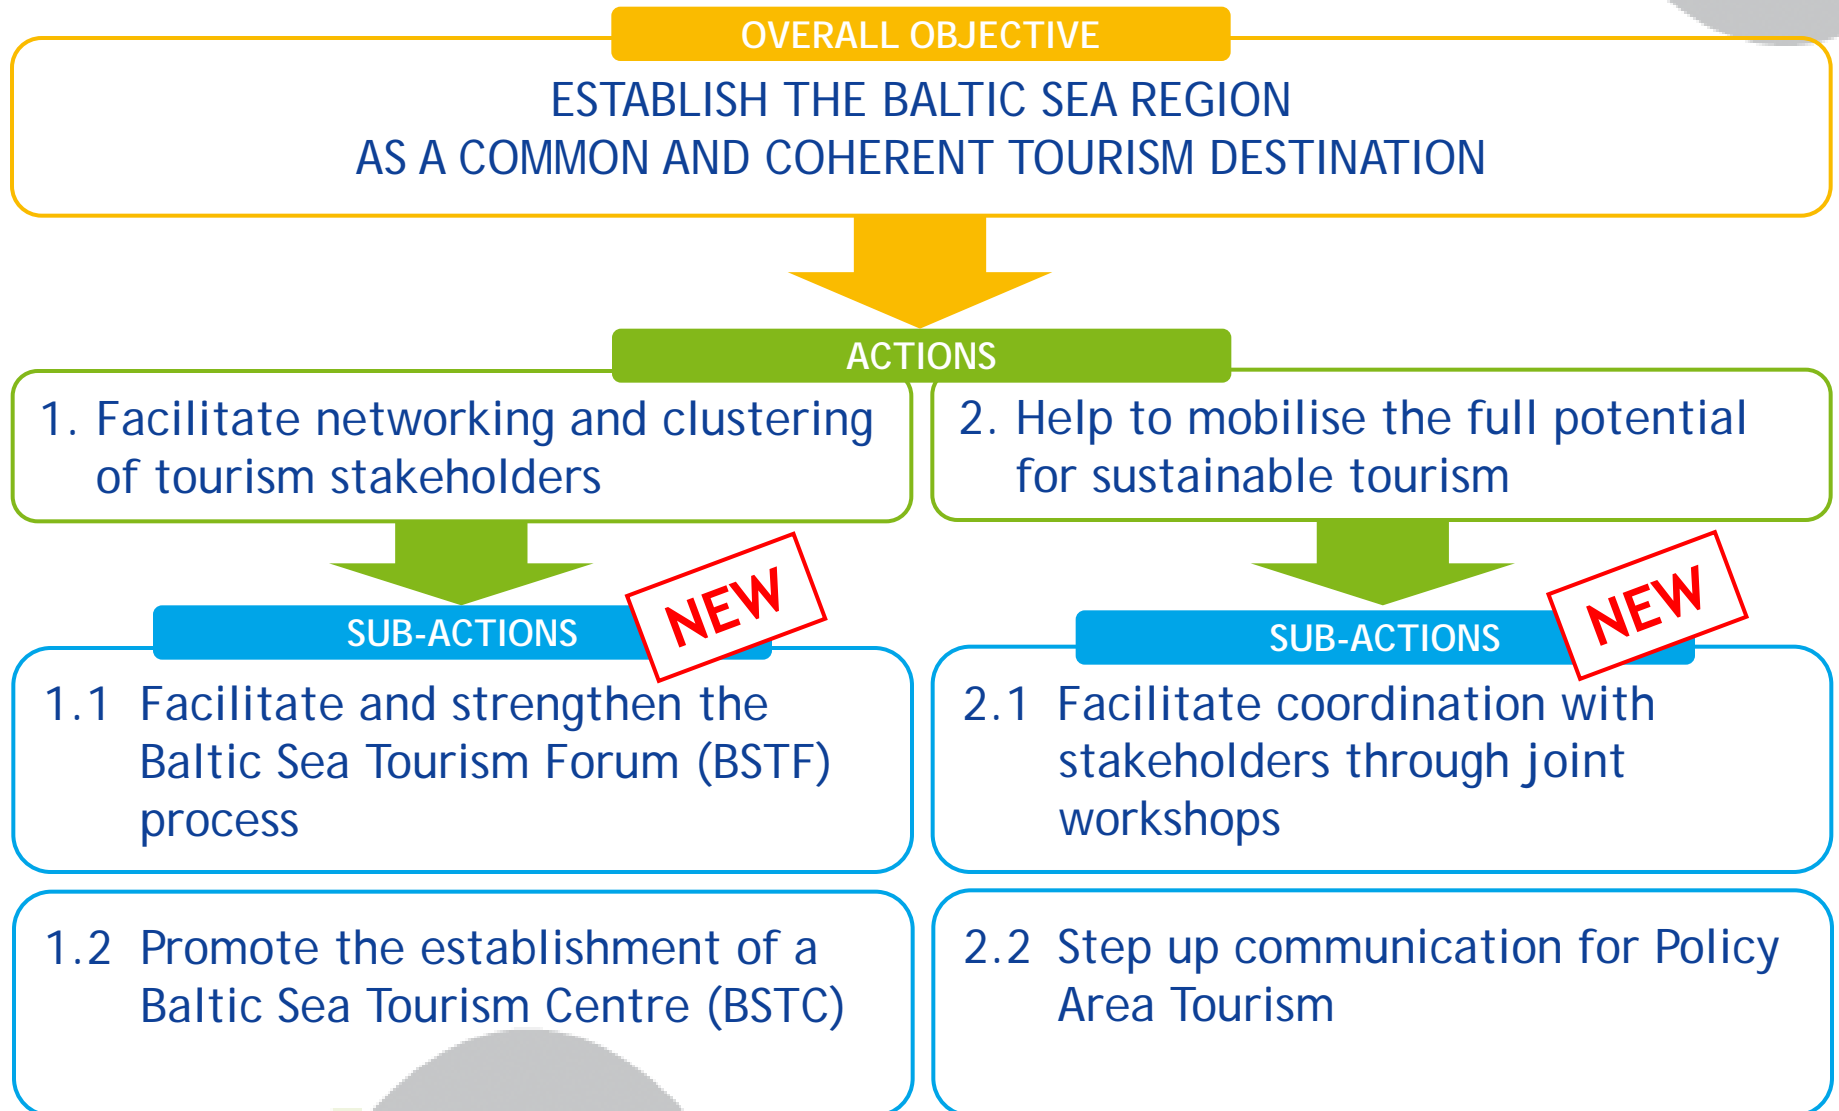 OVERALL OBJECTIVE
ESTABLISH THE BALTIC SEA REGION
AS A COMMON AND COHERENT TOURISM DESTINATION
ACTIONS
1. Facilitate networking and clustering
of tourism stakeholders
2. Help to mobilise the full potential
for sustainable tourism
SUB-ACTIONS
NEW
1.1 Facilitate and strengthen the
Baltic Sea Tourism Forum (BSTF)
process
1.2 Promote the establishment of a
Baltic Sea Tourism Centre (BSTC)
SUB-ACTIONS
NEW
2.1 Facilitate coordination with
stakeholders through joint
workshops
2.2 Step up communication for Policy
Area Tourism